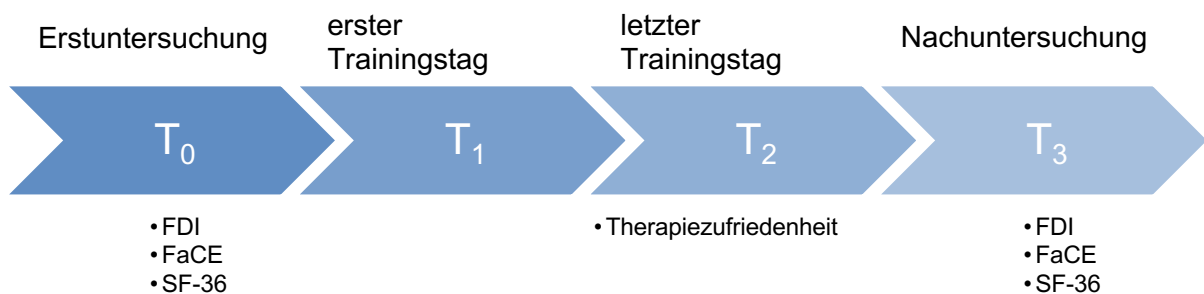 Erstuntersuchung
erster
Trainingstag
letzter
Trainingstag
Nachuntersuchung
T0
T1
T2
T3
• FDI
• FaCE
• SF-36
• Therapiezufriedenheit
• FDI
• FaCE
• SF-36